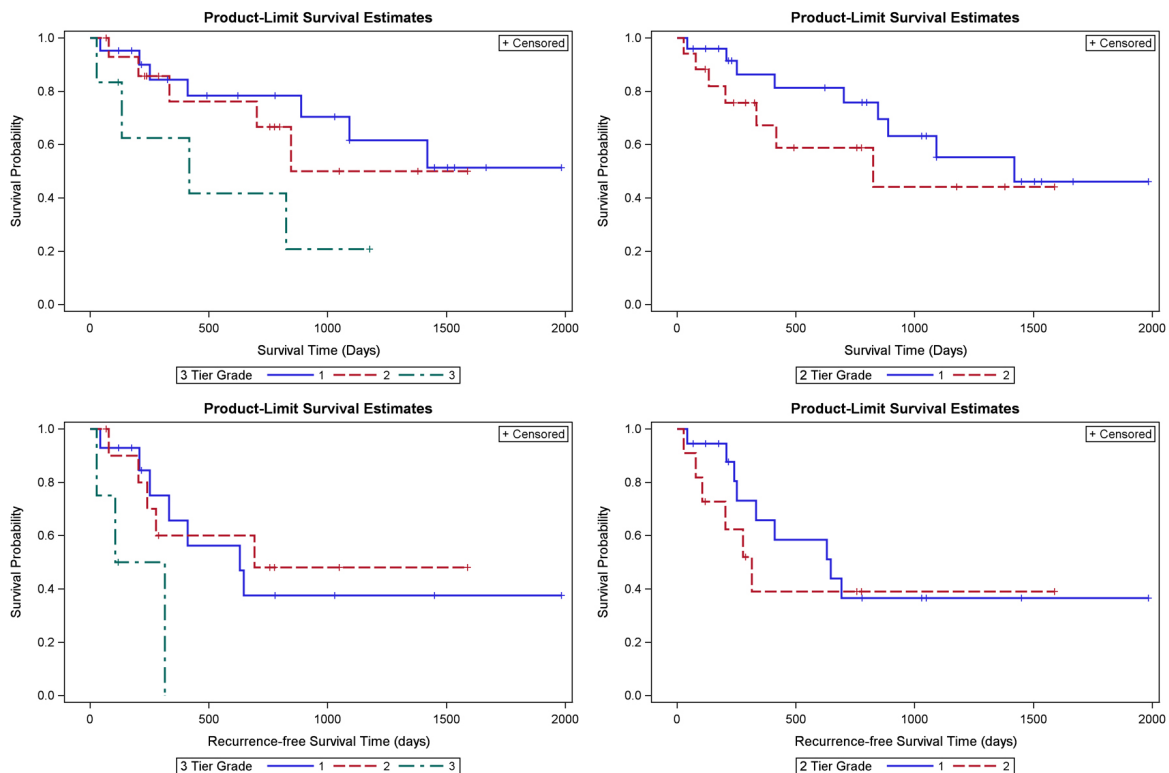 Product-Limit Survival Estimates
+ Censored
1.0
0.8
0.6
0.4
0.2
0.0
Survival Probability
0 500 1000 1500 2000
Survival Time (Days)
3 Tier Grade 1 2 3
Product-Limit Survival Estimates
+ Censored
1.0
0.8
0.6
0.4
0.2
0.0
Survival Probability
0 500 1000 1500 2000
Survival Time (Days)
2 Tier Grade 1 2
Product-Limit Survival Estimates
+ Censored
1.0
0.8
0.6
0.4
0.2
0.0
Survival Probability
0 500 1000 1500 2000
Recurrence-free Survival Time (days)
3 Tier Grade 1 2 3
Product-Limit Survival Estimates
+ Censored
1.0
0.8
0.6
0.4
0.2
0.0
Survival Probability
0 500 1000 1500 2000
Recurrence-free Survival Time (days)
2 Tier Grade 1 2